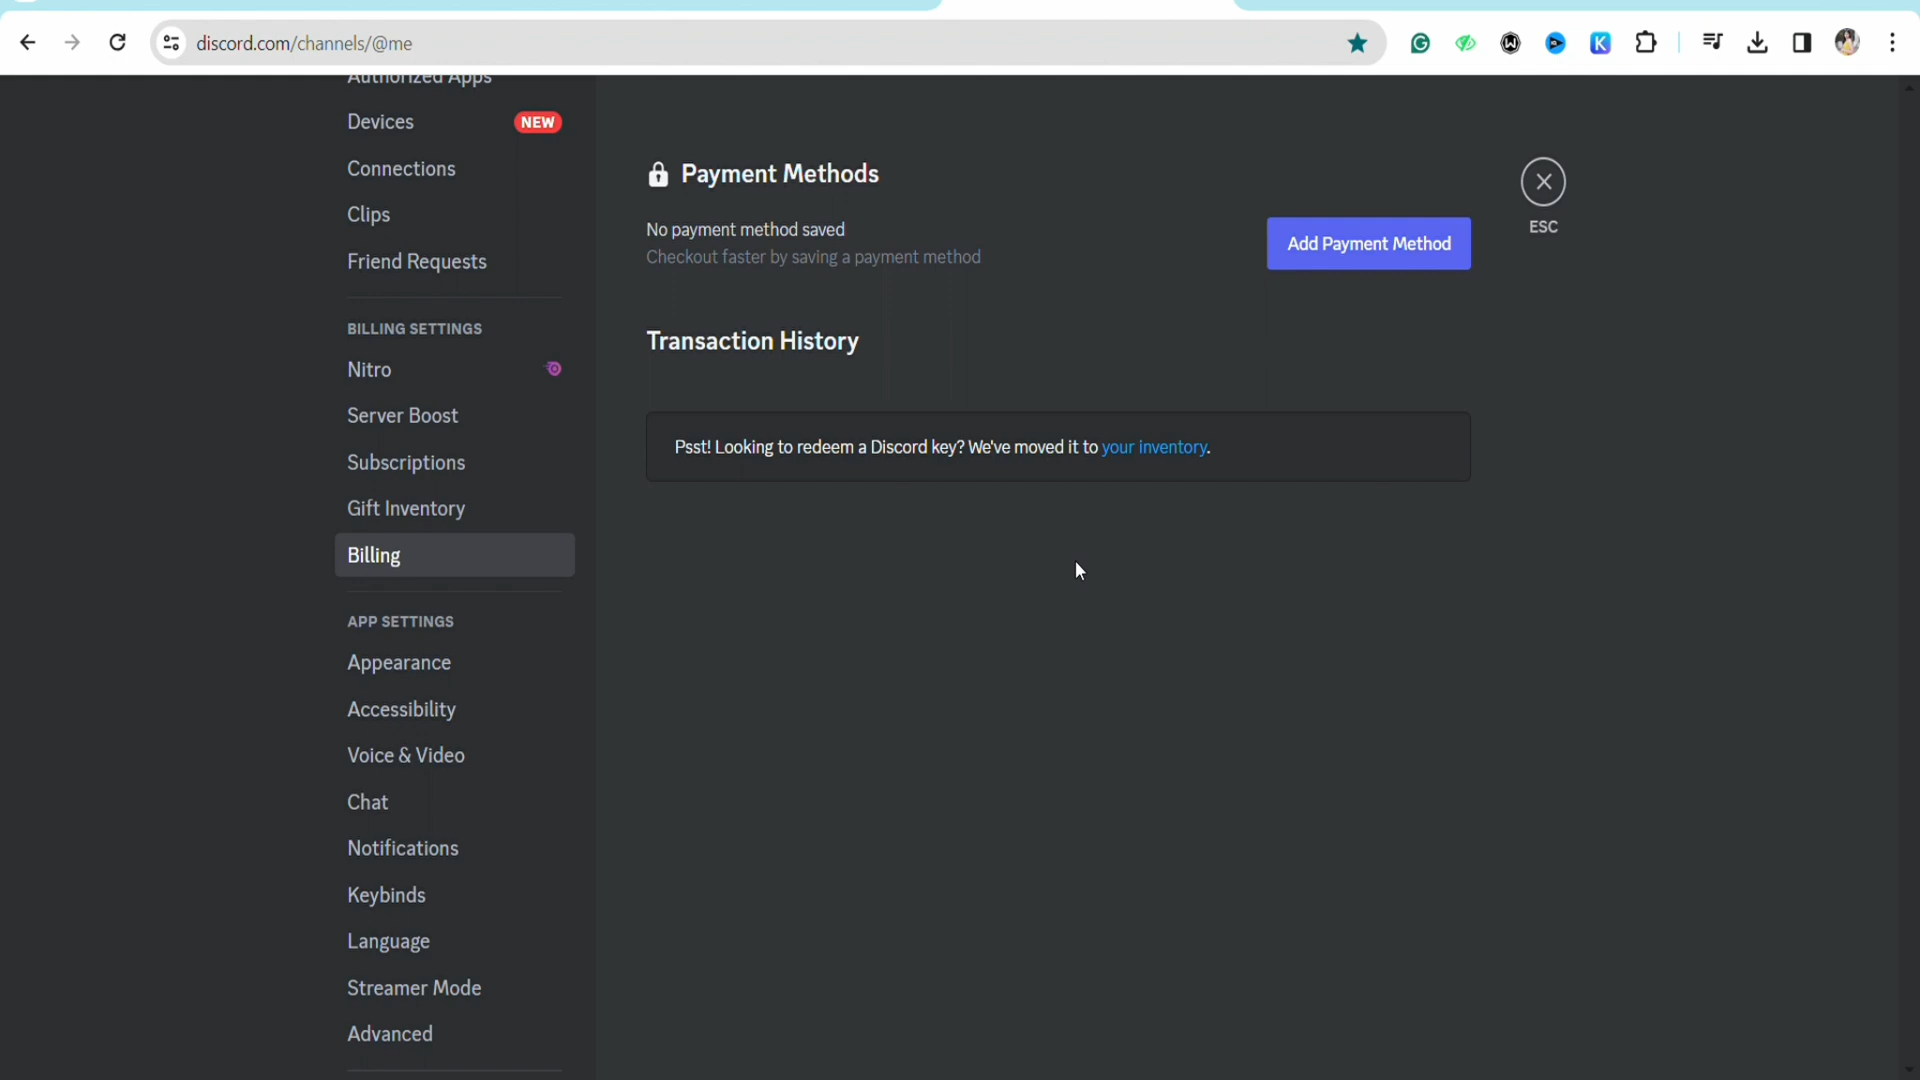 discord.com/channels/@me
Authorized Apps
Devices NEW
Connections
Clips
Friend Requests
BILLING SETTINGS
Nitro
Server Boost
Subscriptions
Gift Inventory
Billing
APP SETTINGS
Appearance
Accessibility
Voice & Video
Chat
Notifications
Keybinds
Language
Streamer Mode
Advanced
Payment Methods
No payment method saved
Checkout faster by saving a payment method
Add Payment Method
ESC
Transaction History
Psst! Looking to redeem a Discord key? We've moved it to your inventory.